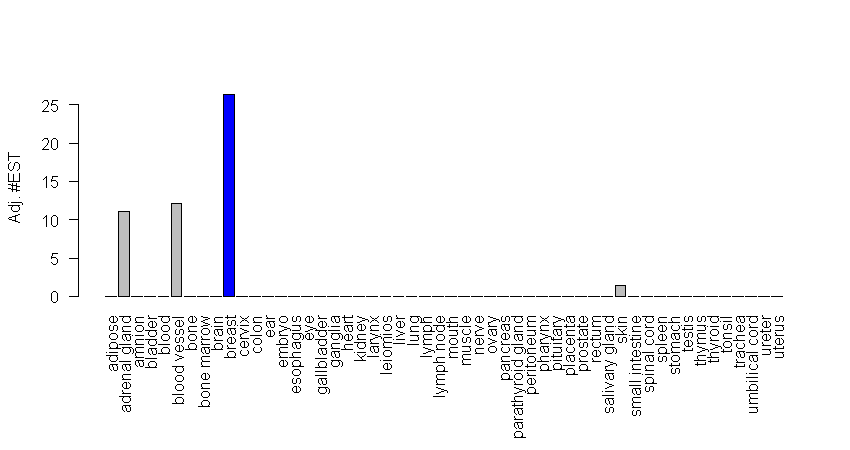 Adj. #EST
25
20
15
10
5
0
adipose
adrenal gland
amnion
bladder
blood
blood vessel
bone
bone marrow
brain
breast
cervix
colon
ear
embryo
esophagus
eye
gallbladder
ganglia
heart
kidney
larynx
leiomios
liver
lung
lymph
lymph node
mouth
muscle
nerve
ovary
pancreas
parathyroid gland
peritoneum
pharynx
pituitary
placenta
prostate
rectum
salivary gland
skin
small intestine
spinal cord
spleen
stomach
testis
thymus
thyroid
tonsil
trachea
umbilical cord
ureter
uterus